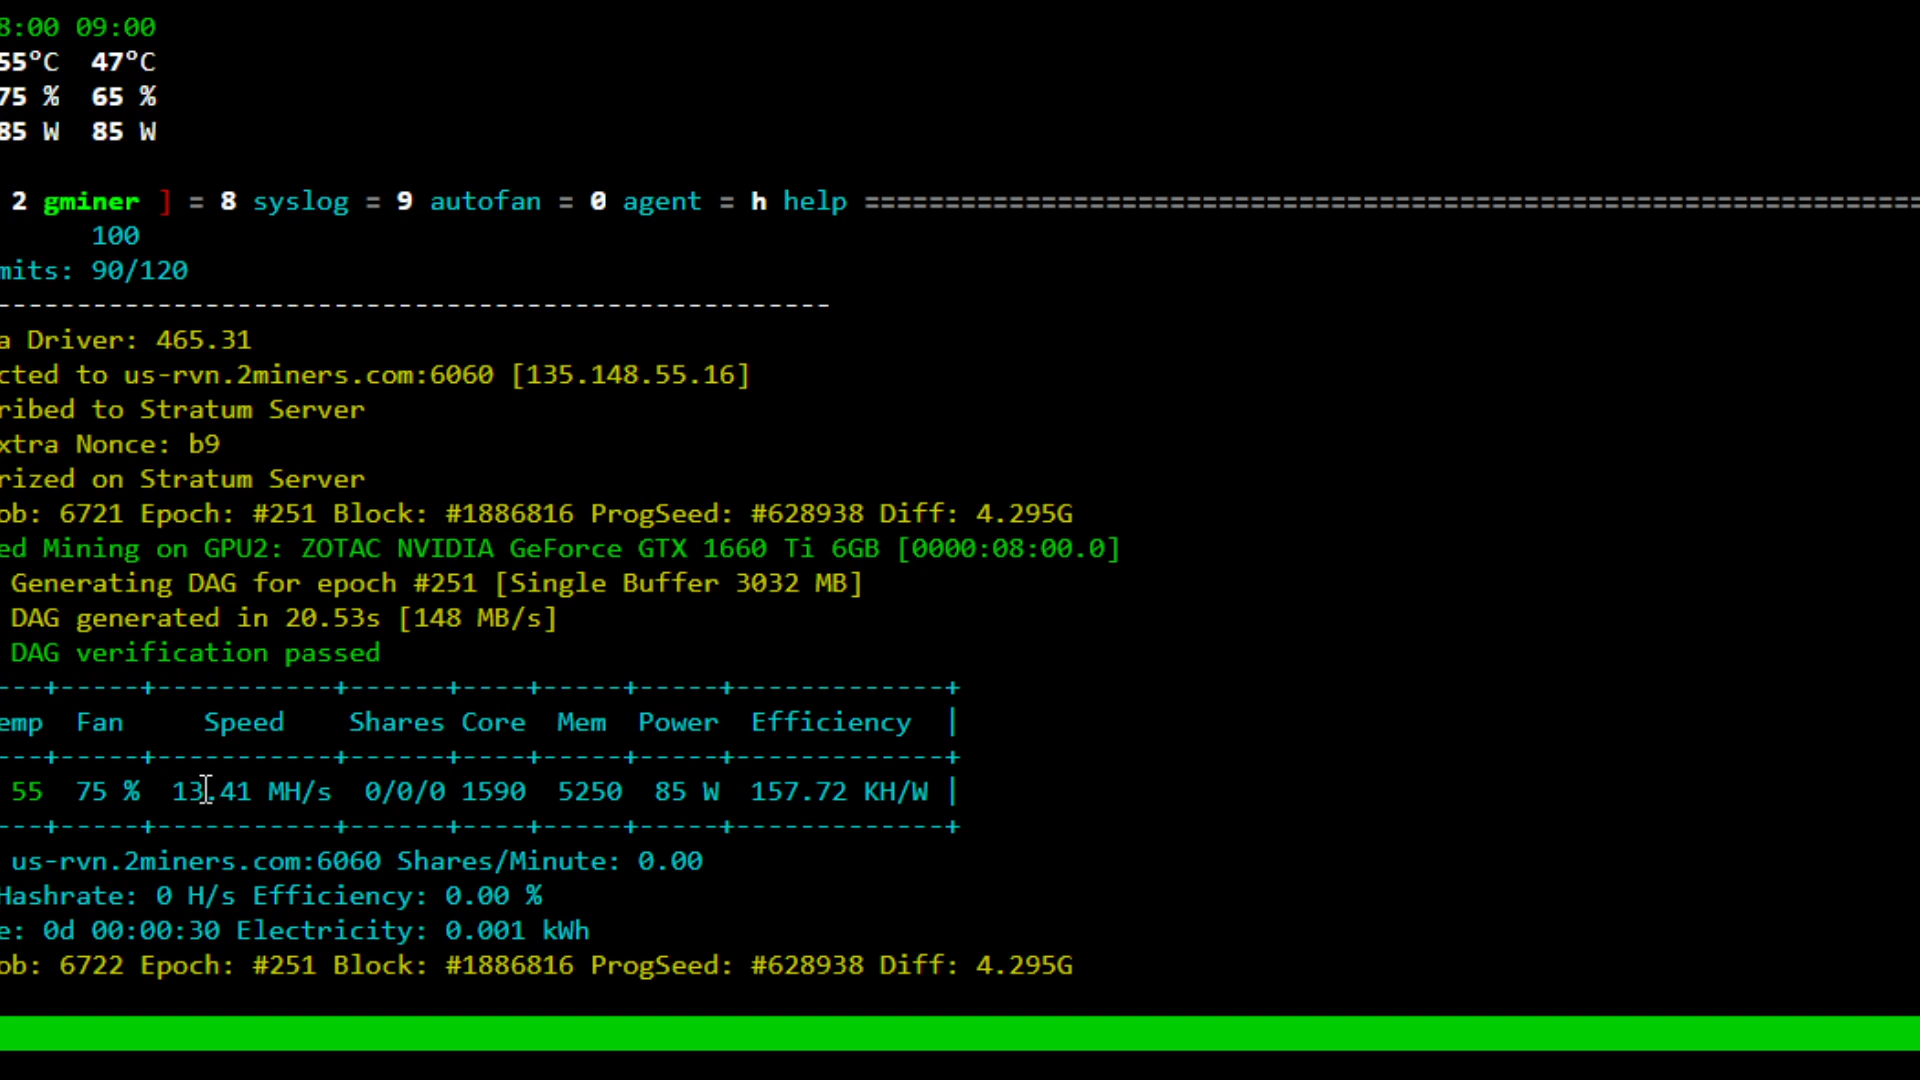 8:00 09:00
55°C 47°C
75 % 65 %
85 W 85 W
2 gminer ] = 8 syslog = 9 autofan = 0 agent = h help ==================================================================
100
mits: 90/120
----------------------------------------------------
a Driver: 465.31
cted to us-rvn.2miners.com:6060 [135.148.55.16]
ribed to Stratum Server
xtra Nonce: b9
rized on Stratum Server
ob: 6721 Epoch: #251 Block: #1886816 ProgSeed: #628938 Diff: 4.295G
ed Mining on GPU2: ZOTAC NVIDIA GeForce GTX 1660 Ti 6GB [0000:08:00.0]
Generating DAG for epoch #251 [Single Buffer 3032 MB]
DAG generated in 20.53s [148 MB/s]
DAG verification passed
---+-----+-----------+------+----+-----+-----+-------------+
emp Fan Speed Shares Core Mem Power Efficiency |
---+-----+-----------+------+----+-----+-----+-------------+
55 75 % 13.41 MH/s 0/0/0 1590 5250 85 W 157.72 KH/W |
---+-----+-----------+------+----+-----+-----+-------------+
us-rvn.2miners.com:6060 Shares/Minute: 0.00
Hashrate: 0 H/s Efficiency: 0.00 %
e: 0d 00:00:30 Electricity: 0.001 kWh
ob: 6722 Epoch: #251 Block: #1886816 ProgSeed: #628938 Diff: 4.295G